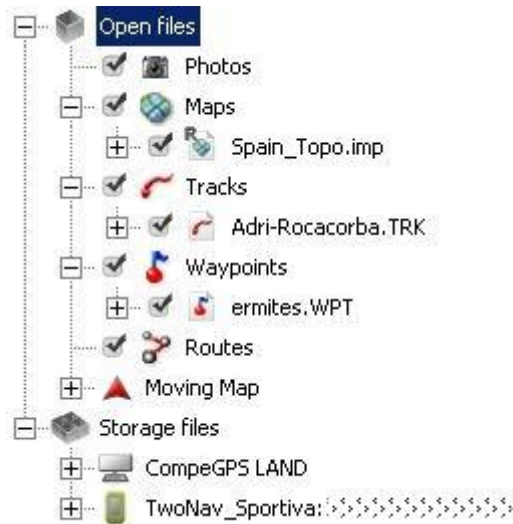 Open files
Photos
Maps
R
Spain_Topo.imp
Tracks
Adri-Rocacorba.TRK
Waypoints
ermites.WPT
Routes
Moving Map
Storage files
CompeGPS LAND
TwoNav_Sportiva: